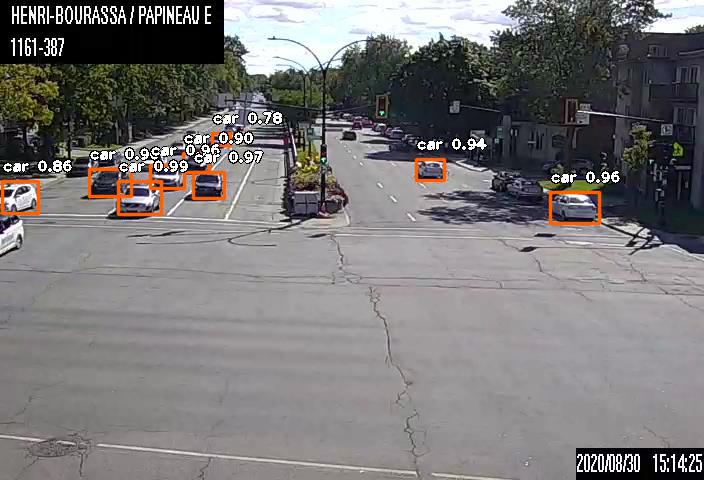 HENRI-BOURASSA / PAPINEAU E
1161-387
car 0.78
car 0.90
car 0.96
car 0.97
car 0.99
car 0.86
car 0.94
car 0.96
2020/08/30 15:14:25